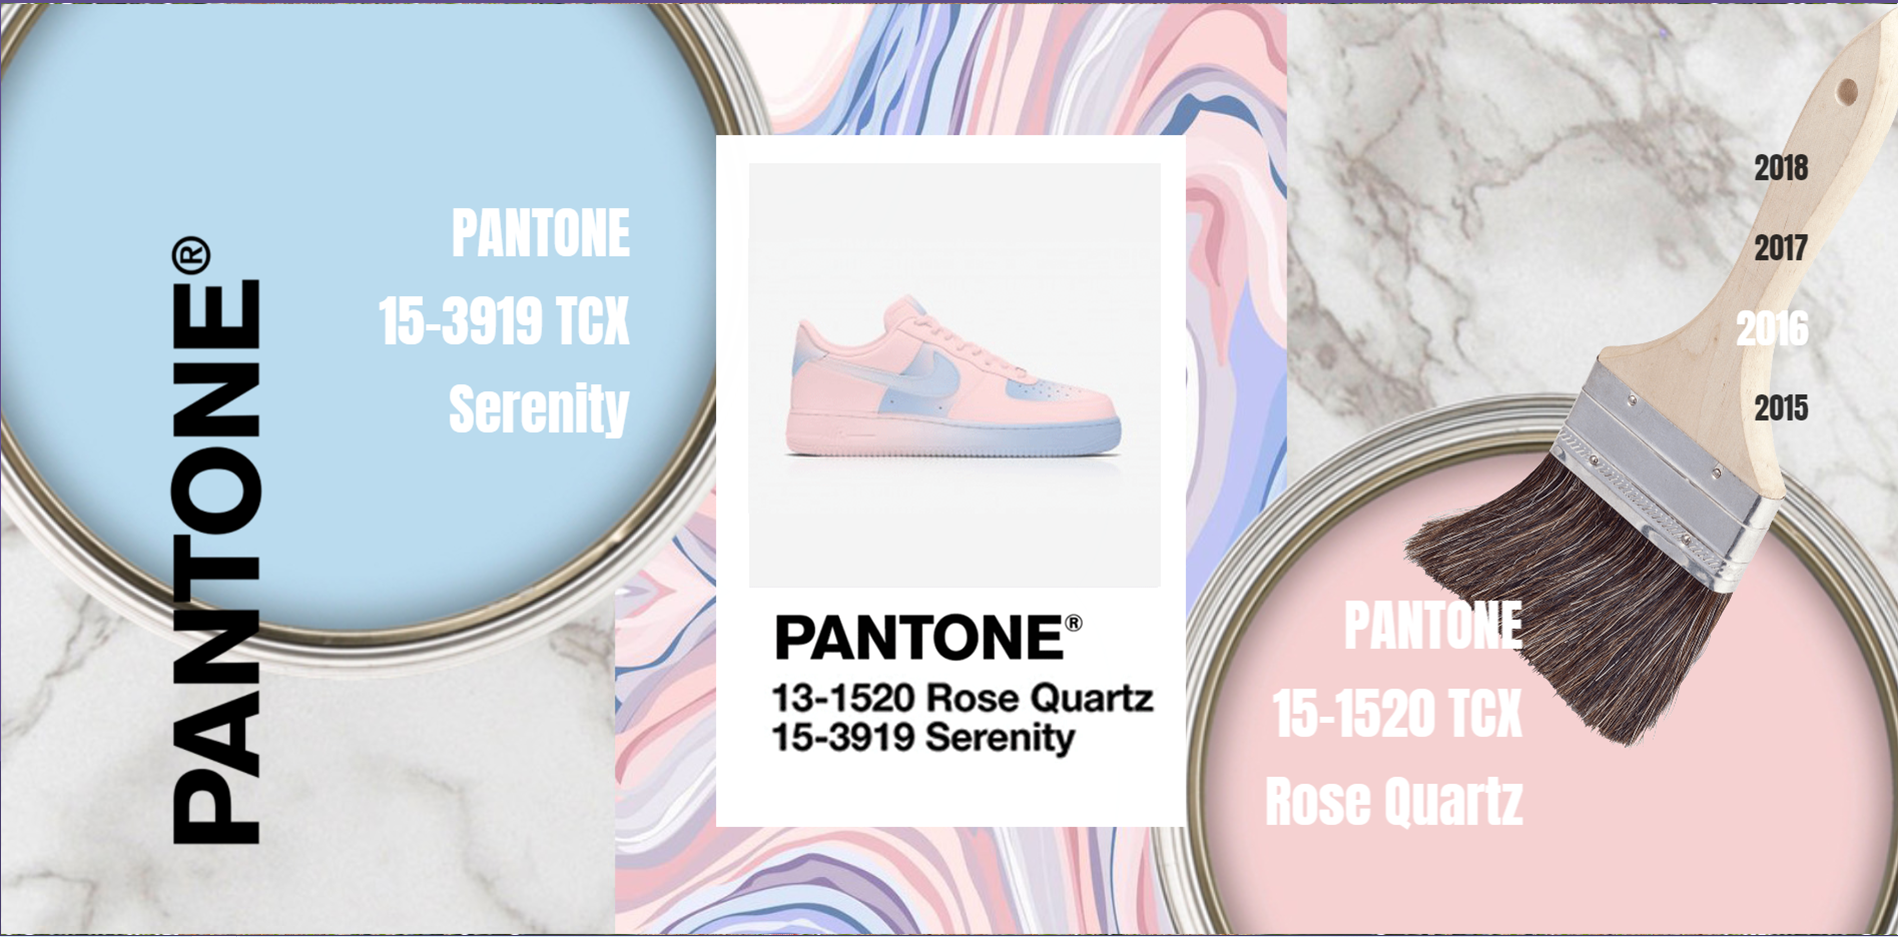 PANTONE®
PANTONE
15-3919 TCX
Serenity
PANTONE®
13-1520 Rose Quartz
15-3919 Serenity
2018
2017
2016
2015
PANTONE
15-1520 TCX
Rose Quartz